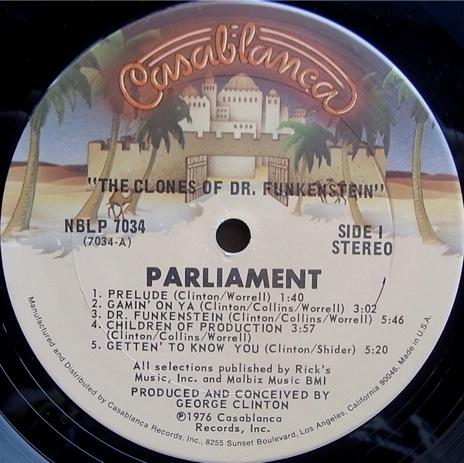 Casablanca
"THE CLONES OF DR. FUNKENSTEIN"
NBLP 7034
(7034-A)
SIDE I
STEREO
PARLIAMENT
1. PRELUDE (Clinton/Worrell) 1:40
2. GAMIN' ON YA (Clinton/Collins/Worrell) 3:02
3. DR. FUNKENSTEIN (Clinton/Collins/Worrell) 5:46
4. CHILDREN OF PRODUCTION 3:57
(Clinton/Collins/Worrell)
5. GETTEN' TO KNOW YOU (Clinton/Shider) 5:20
All selections published by Rick's
Music, Inc. and Malbiz Music BMI
PRODUCED AND CONCEIVED BY
GEORGE CLINTON
℗1976 Casablanca
Records, Inc.
Manufactured and Distributed by Casablanca Records, Inc., 8255 Sunset Boulevard, Los Angeles, California 90046. Made in U.S.A.